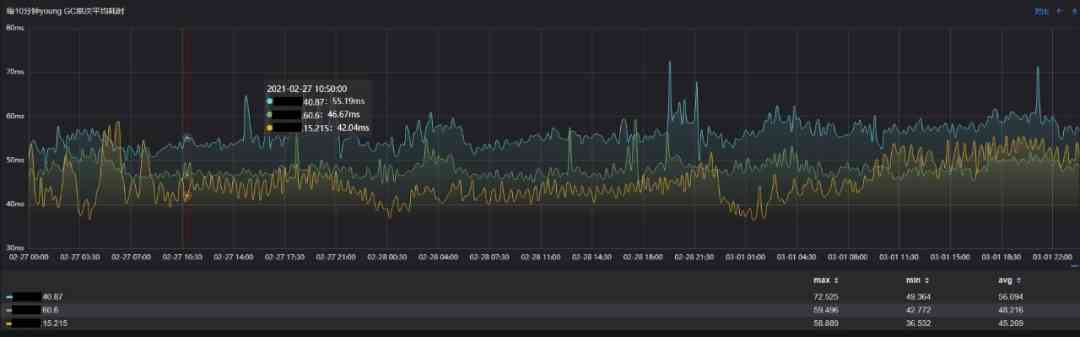 每10分钟young GC单次平均耗时
80ms
70ms
60ms
50ms
40ms
30ms
2021-02-27 10:50:00
40.87: 55.19ms
60.6: 46.67ms
15.215: 42.04ms
02-27 00:00 02-27 03:30 02-27 07:00 02-27 10:30 02-27 14:00 02-27 17:30 02-27 21:00 02-28 00:30 02-28 04:00 02-28 07:30 02-28 11:00 02-28 14:30 02-28 18:00 02-28 21:30 03-01 01:00 03-01 04:30 03-01 08:00 03-01 11:30 03-01 15:00 03-01 18:30 03-01 22:00
max min avg
40.87 72.525 49.364 56.094
60.6 59.496 42.772 48.216
15.215 58.889 36.532 45.269